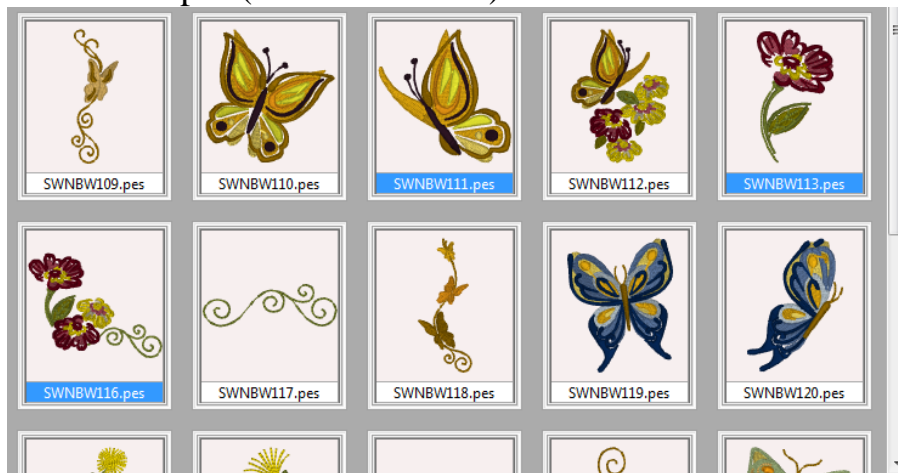 SWNBW109.pes
SWNBW110.pes
SWNBW111.pes
SWNBW112.pes
SWNBW113.pes
SWNBW116.pes
SWNBW117.pes
SWNBW118.pes
SWNBW119.pes
SWNBW120.pes